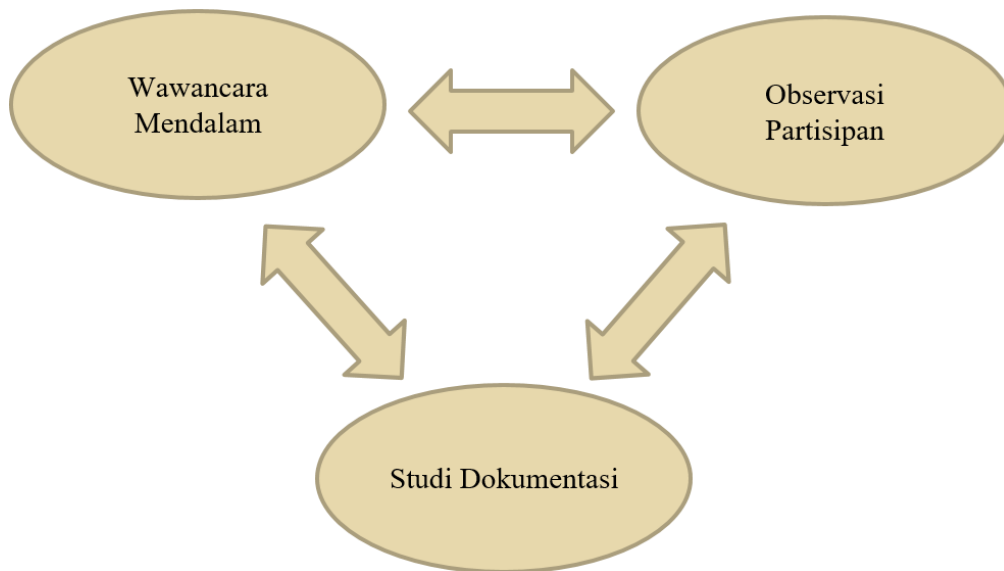 Wawancara
Mendalam
Observasi
Partisipan
Studi Dokumentasi